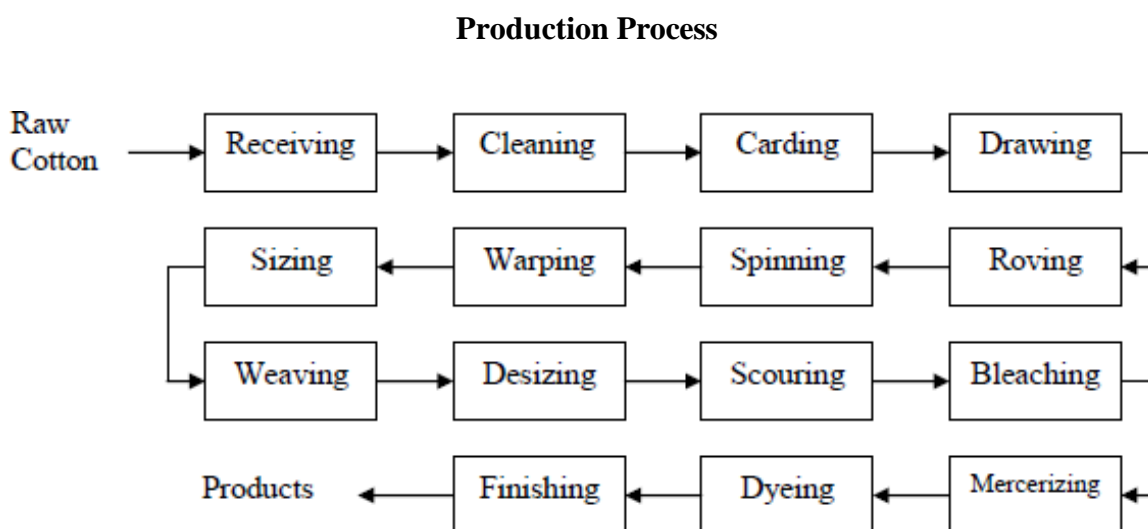 Production Process
Raw
Cotton
Receiving
Cleaning
Carding
Drawing
Sizing
Warping
Spinning
Roving
Weaving
Desizing
Scouring
Bleaching
Products
Finishing
Dyeing
Mercerizing